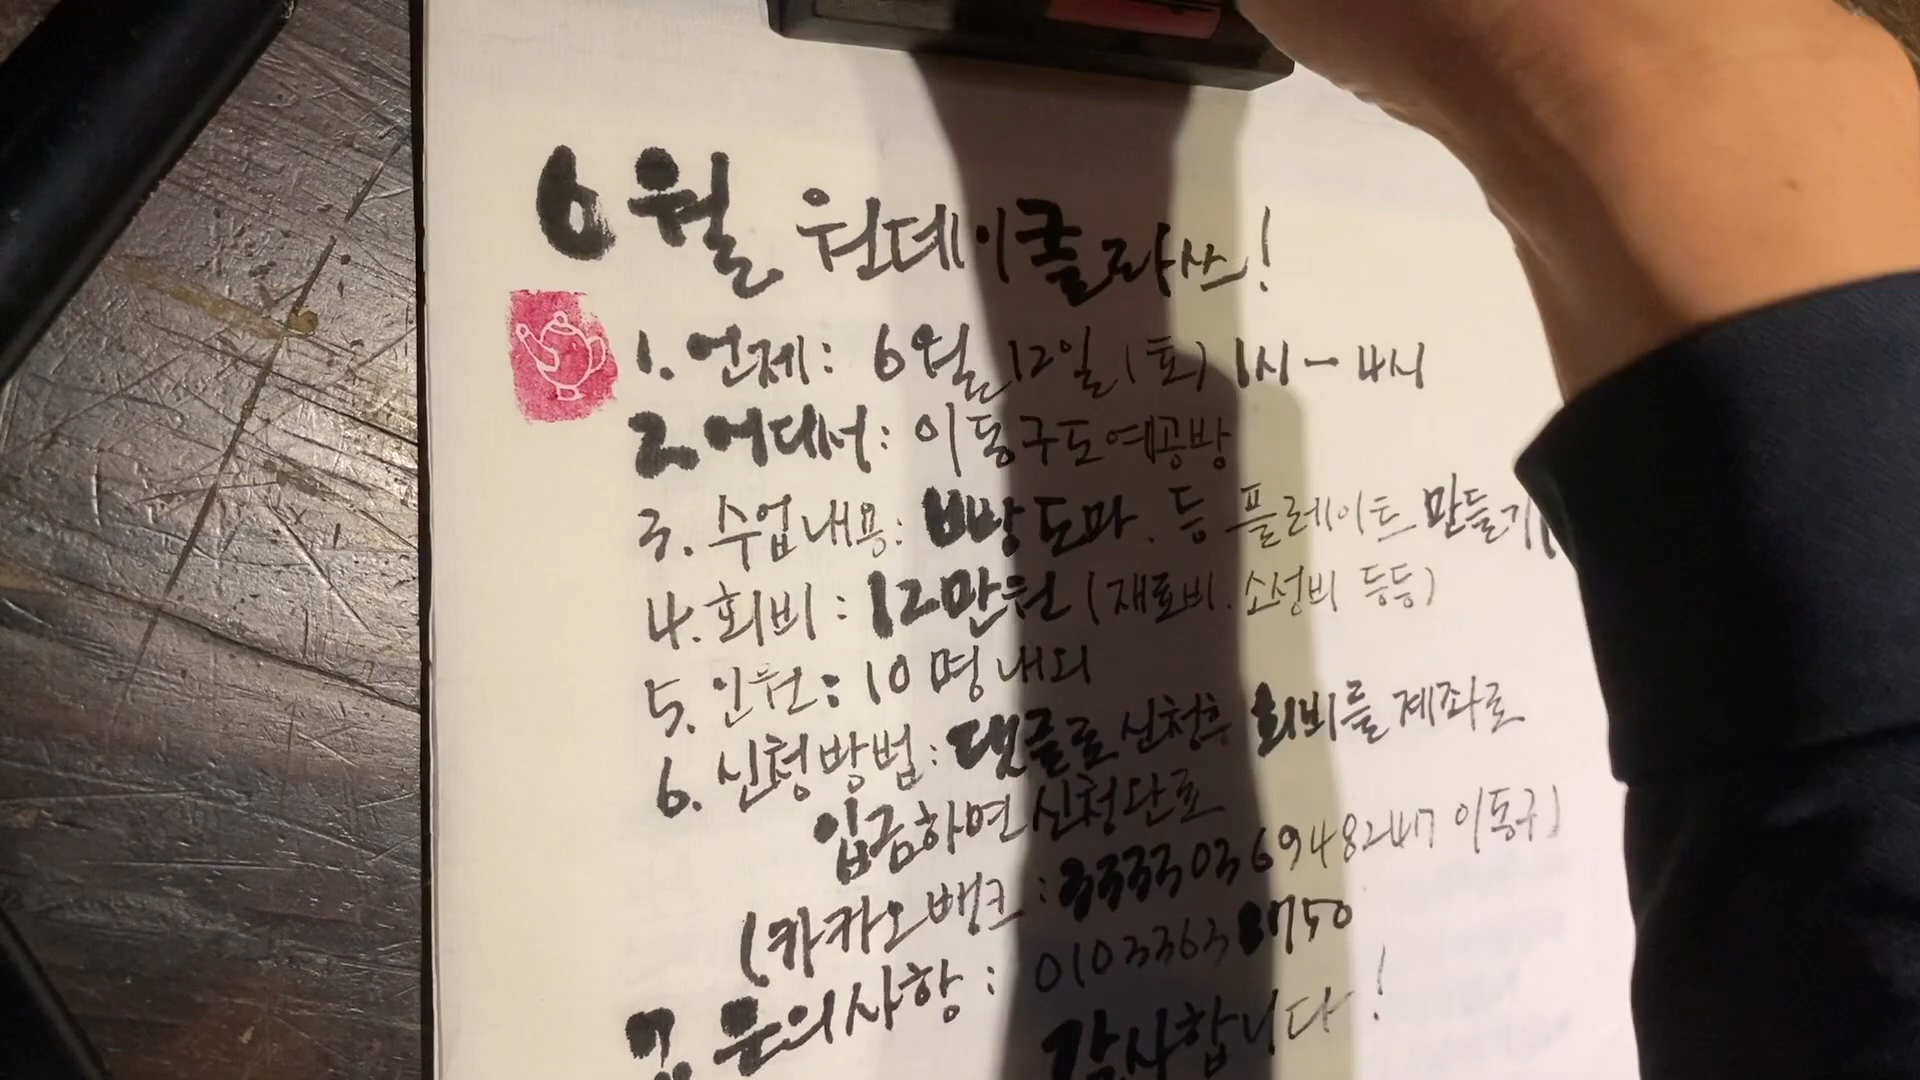 6월 원데이클라쓰!
1. 언제: 6월 12일(토) 1시-4시
2. 어디서: 이동구도예공방
3. 수업내용: 빵도마. 등 플레이트 만들기
4. 회비: 12만원 (재료비. 소성비 등등)
5. 인원: 10명내외
6. 신청방법: 댓글로 신청후 회비를 계좌로
입금하면 신청완료
(카카오뱅크: 3333036948247 이동구)
7. 문의사항: 0103363 750
감사합니다!